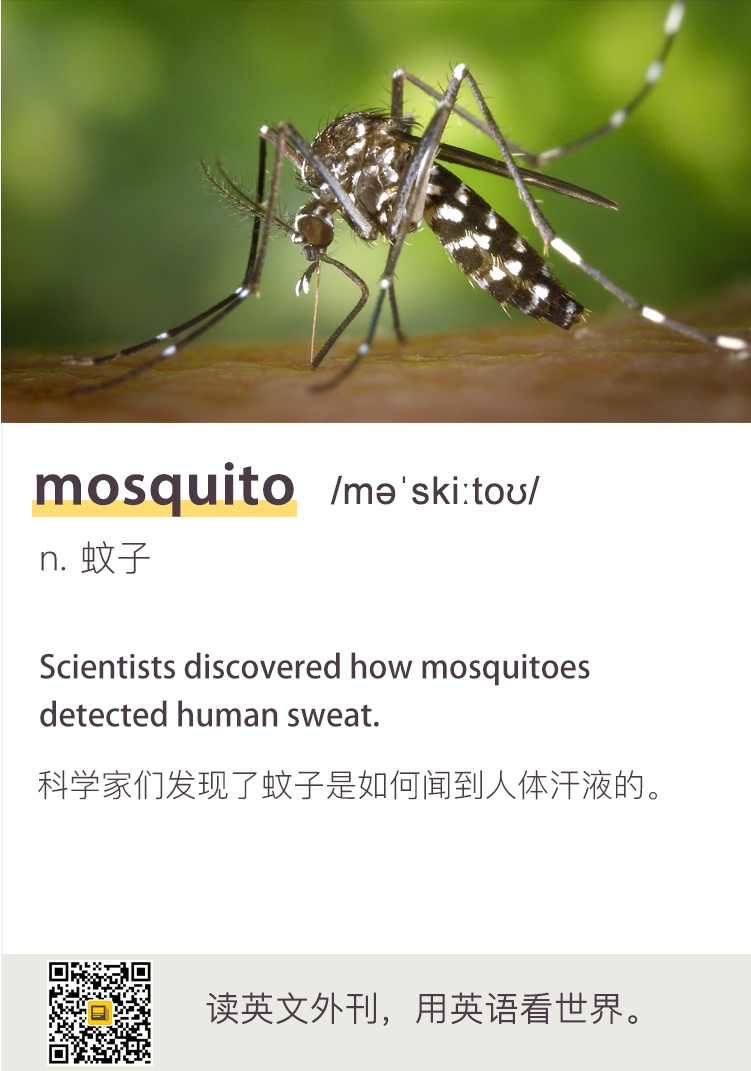 mosquito /məˈskiːtoʊ/
n. 蚊子
Scientists discovered how mosquitoes
detected human sweat.
科学家们发现了蚊子是如何闻到人体汗液的。
读英文外刊，用英语看世界。